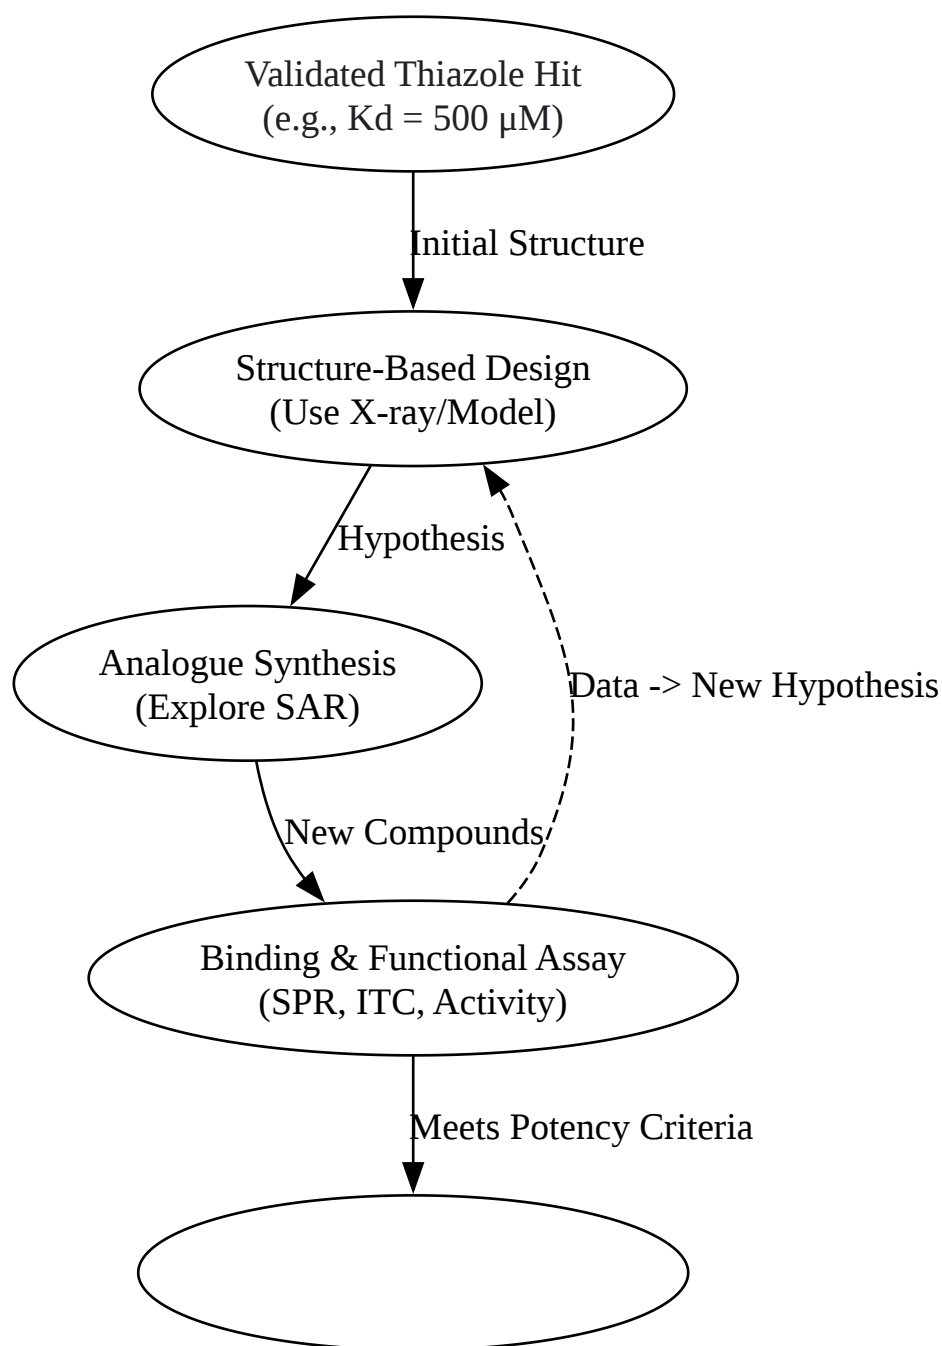 Validated Thiazole Hit
(e.g., Kd = 500 μM)
Initial Structure
Structure-Based Design
(Use X-ray/Model)
Hypothesis
Analogue Synthesis
(Explore SAR)
Data -> New Hypothesis
New Compounds
Binding & Functional Assay
(SPR, ITC, Activity)
Meets Potency Criteria